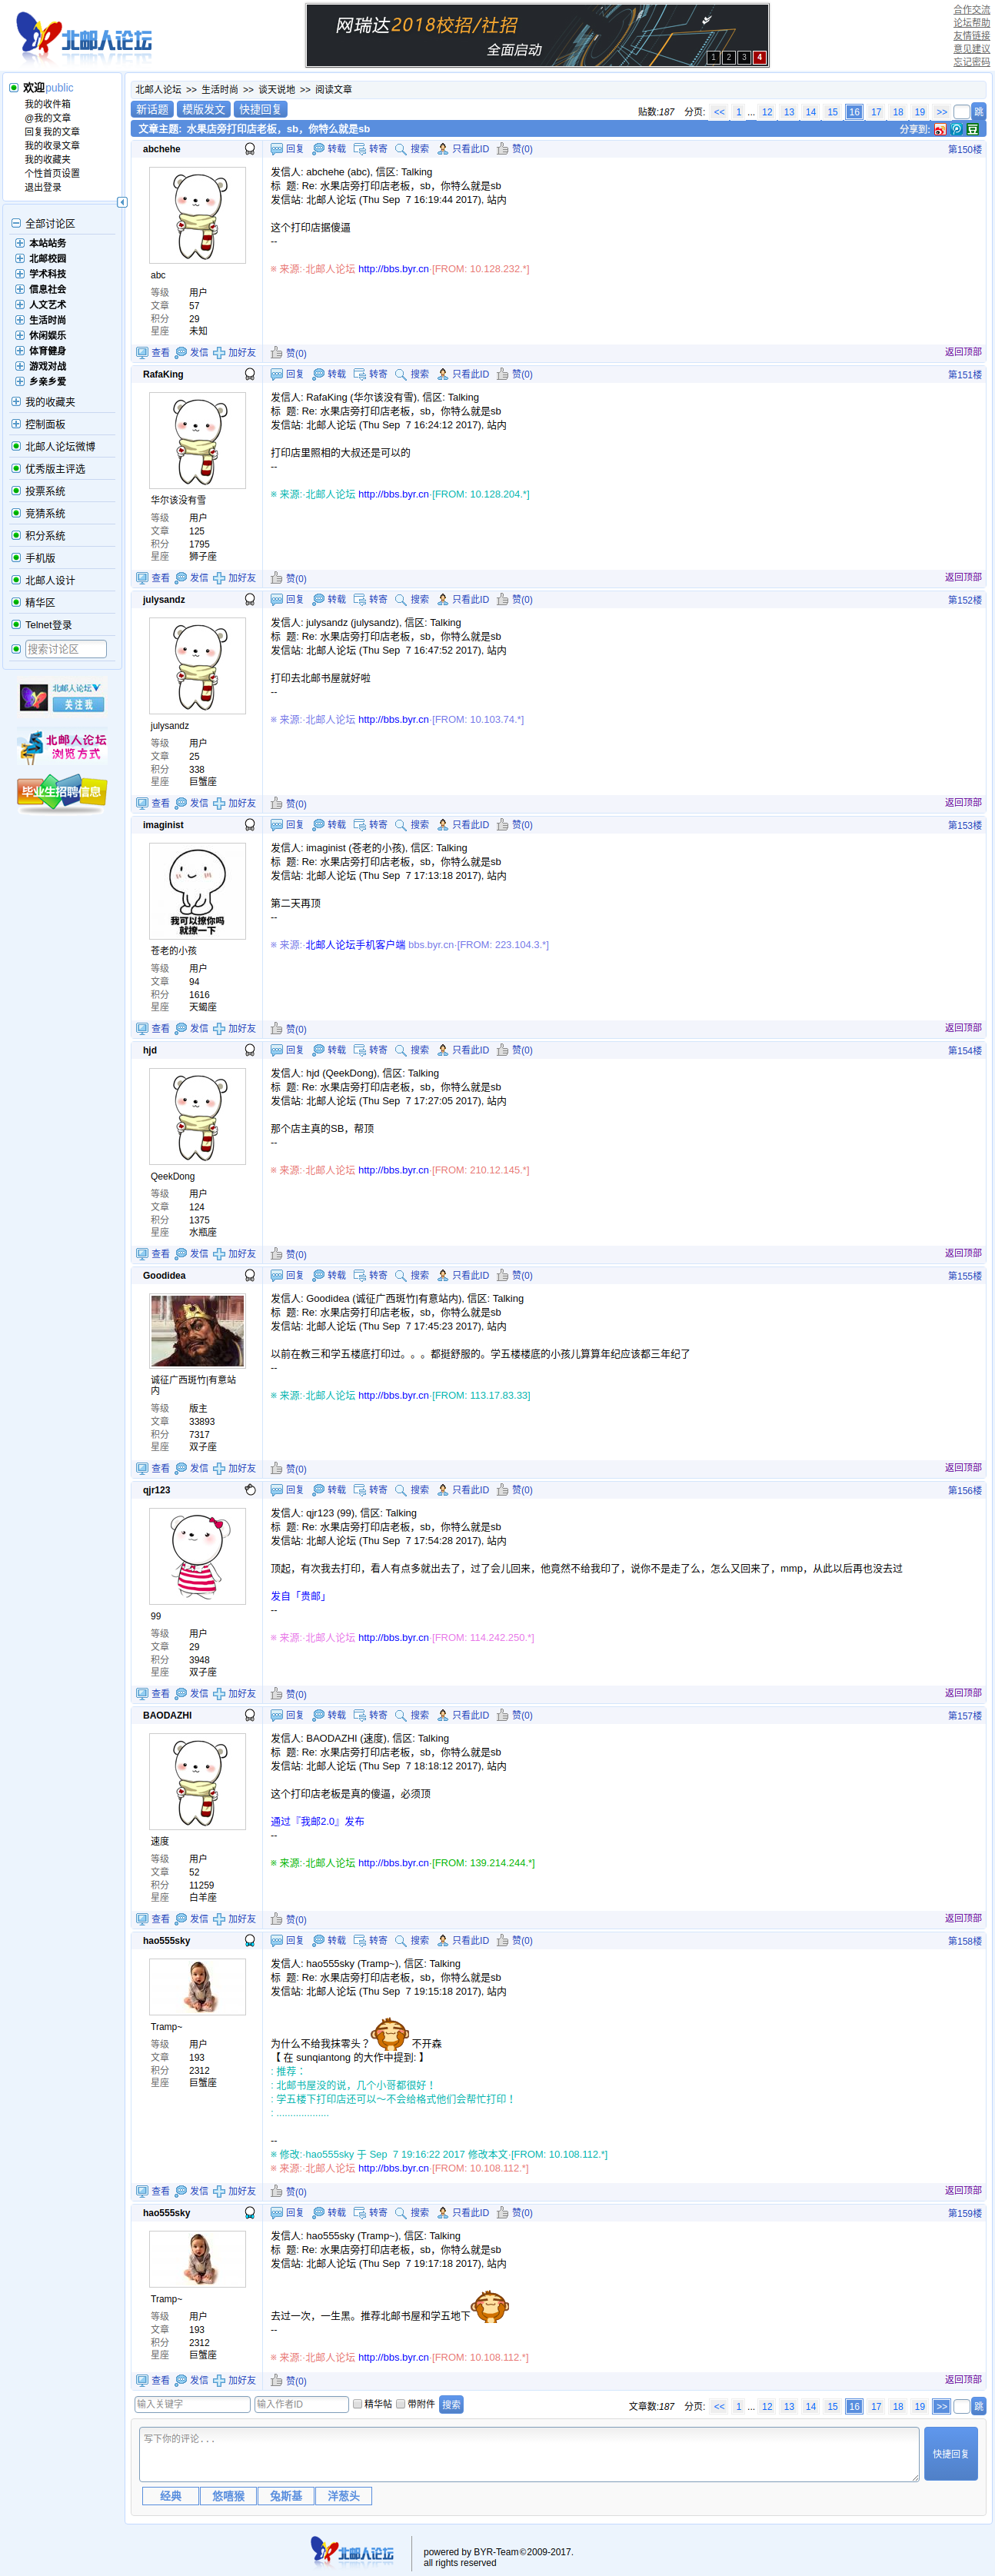 北邮人论坛
网瑞达2018校招/社招
全面启动
1 2 3 4
合作交流
论坛帮助
友情链接
意见建议
忘记密码
欢迎public
我的收件箱
@我的文章
回复我的文章
我的收录文章
我的收藏夹
个性首页设置
退出登录
全部讨论区
本站站务
北邮校园
学术科技
信息社会
人文艺术
生活时尚
休闲娱乐
体育健身
游戏对战
乡亲乡爱
我的收藏夹
控制面板
北邮人论坛微博
优秀版主评选
投票系统
竞猜系统
积分系统
手机版
北邮人设计
精华区
Telnet登录
搜索讨论区
北邮人论坛
关注我
北邮人论坛
浏览方式
毕业生招聘信息
北邮人论坛 >> 生活时尚 >> 谈天说地 >> 阅读文章
新话题 模版发文 快捷回复
贴数:187 分页: << 1 ... 12 13 14 15 16 17 18 19 >> 跳
文章主题: 水果店旁打印店老板，sb，你特么就是sb 分享到:
abchehe 回复 转载 转寄 搜索 只看此ID 赞(0) 第150楼
发信人: abchehe (abc), 信区: Talking
标 题: Re: 水果店旁打印店老板，sb，你特么就是sb
发信站: 北邮人论坛 (Thu Sep 7 16:19:44 2017), 站内
这个打印店据傻逼
--
※ 来源:·北邮人论坛 http://bbs.byr.cn·[FROM: 10.128.232.*]
abc
等级 用户
文章 57
积分 29
星座 未知
查看 发信 加好友 赞(0) 返回顶部
RafaKing 回复 转载 转寄 搜索 只看此ID 赞(0) 第151楼
发信人: RafaKing (华尔该没有雪), 信区: Talking
标 题: Re: 水果店旁打印店老板，sb，你特么就是sb
发信站: 北邮人论坛 (Thu Sep 7 16:24:12 2017), 站内
打印店里照相的大叔还是可以的
--
※ 来源:·北邮人论坛 http://bbs.byr.cn·[FROM: 10.128.204.*]
华尔该没有雪
等级 用户
文章 125
积分 1795
星座 狮子座
查看 发信 加好友 赞(0) 返回顶部
julysandz 回复 转载 转寄 搜索 只看此ID 赞(0) 第152楼
发信人: julysandz (julysandz), 信区: Talking
标 题: Re: 水果店旁打印店老板，sb，你特么就是sb
发信站: 北邮人论坛 (Thu Sep 7 16:47:52 2017), 站内
打印去北邮书屋就好啦
--
※ 来源:·北邮人论坛 http://bbs.byr.cn·[FROM: 10.103.74.*]
julysandz
等级 用户
文章 25
积分 338
星座 巨蟹座
查看 发信 加好友 赞(0) 返回顶部
imaginist 回复 转载 转寄 搜索 只看此ID 赞(0) 第153楼
发信人: imaginist (苍老的小孩), 信区: Talking
标 题: Re: 水果店旁打印店老板，sb，你特么就是sb
发信站: 北邮人论坛 (Thu Sep 7 17:13:18 2017), 站内
第二天再顶
--
※ 来源:·北邮人论坛手机客户端 bbs.byr.cn·[FROM: 223.104.3.*]
我可以撩你吗
就撩一下
苍老的小孩
等级 用户
文章 94
积分 1616
星座 天蝎座
查看 发信 加好友 赞(0) 返回顶部
hjd 回复 转载 转寄 搜索 只看此ID 赞(0) 第154楼
发信人: hjd (QeekDong), 信区: Talking
标 题: Re: 水果店旁打印店老板，sb，你特么就是sb
发信站: 北邮人论坛 (Thu Sep 7 17:27:05 2017), 站内
那个店主真的SB，帮顶
--
※ 来源:·北邮人论坛 http://bbs.byr.cn·[FROM: 210.12.145.*]
QeekDong
等级 用户
文章 124
积分 1375
星座 水瓶座
查看 发信 加好友 赞(0) 返回顶部
Goodidea 回复 转载 转寄 搜索 只看此ID 赞(0) 第155楼
发信人: Goodidea (诚征广西斑竹|有意站内), 信区: Talking
标 题: Re: 水果店旁打印店老板，sb，你特么就是sb
发信站: 北邮人论坛 (Thu Sep 7 17:45:23 2017), 站内
以前在教三和学五楼底打印过。。。都挺舒服的。学五楼楼底的小孩儿算算年纪应该都三年纪了
--
※ 来源:·北邮人论坛 http://bbs.byr.cn·[FROM: 113.17.83.33]
诚征广西斑竹|有意站
内
等级 版主
文章 33893
积分 7317
星座 双子座
查看 发信 加好友 赞(0) 返回顶部
qjr123 回复 转载 转寄 搜索 只看此ID 赞(0) 第156楼
发信人: qjr123 (99), 信区: Talking
标 题: Re: 水果店旁打印店老板，sb，你特么就是sb
发信站: 北邮人论坛 (Thu Sep 7 17:54:28 2017), 站内
顶起，有次我去打印，看人有点多就出去了，过了会儿回来，他竟然不给我印了，说你不是走了么，怎么又回来了，mmp，从此以后再也没去过
发自「贵邮」
--
※ 来源:·北邮人论坛 http://bbs.byr.cn·[FROM: 114.242.250.*]
99
等级 用户
文章 29
积分 3948
星座 双子座
查看 发信 加好友 赞(0) 返回顶部
BAODAZHI 回复 转载 转寄 搜索 只看此ID 赞(0) 第157楼
发信人: BAODAZHI (速度), 信区: Talking
标 题: Re: 水果店旁打印店老板，sb，你特么就是sb
发信站: 北邮人论坛 (Thu Sep 7 18:18:12 2017), 站内
这个打印店老板是真的傻逼，必须顶
通过『我邮2.0』发布
--
※ 来源:·北邮人论坛 http://bbs.byr.cn·[FROM: 139.214.244.*]
速度
等级 用户
文章 52
积分 11259
星座 白羊座
查看 发信 加好友 赞(0) 返回顶部
hao555sky 回复 转载 转寄 搜索 只看此ID 赞(0) 第158楼
发信人: hao555sky (Tramp~), 信区: Talking
标 题: Re: 水果店旁打印店老板，sb，你特么就是sb
发信站: 北邮人论坛 (Thu Sep 7 19:15:18 2017), 站内
为什么不给我抹零头？ 不开森
【 在 sunqiantong 的大作中提到: 】
: 推荐：
: 北邮书屋没的说，几个小哥都很好！
: 学五楼下打印店还可以～不会给格式他们会帮忙打印！
: ...................
--
※ 修改:·hao555sky 于 Sep 7 19:16:22 2017 修改本文·[FROM: 10.108.112.*]
※ 来源:·北邮人论坛 http://bbs.byr.cn·[FROM: 10.108.112.*]
Tramp~
等级 用户
文章 193
积分 2312
星座 巨蟹座
查看 发信 加好友 赞(0) 返回顶部
hao555sky 回复 转载 转寄 搜索 只看此ID 赞(0) 第159楼
发信人: hao555sky (Tramp~), 信区: Talking
标 题: Re: 水果店旁打印店老板，sb，你特么就是sb
发信站: 北邮人论坛 (Thu Sep 7 19:17:18 2017), 站内
去过一次，一生黑。推荐北邮书屋和学五地下
--
※ 来源:·北邮人论坛 http://bbs.byr.cn·[FROM: 10.108.112.*]
Tramp~
等级 用户
文章 193
积分 2312
星座 巨蟹座
查看 发信 加好友 赞(0) 返回顶部
输入关键字 输入作者ID 精华帖 带附件 搜索
文章数:187 分页: << 1 ... 12 13 14 15 16 17 18 19 >> 跳
写下你的评论...
快捷回复
经典 悠嘻猴 兔斯基 洋葱头
北邮人论坛
powered by BYR-Team©2009-2017.
all rights reserved